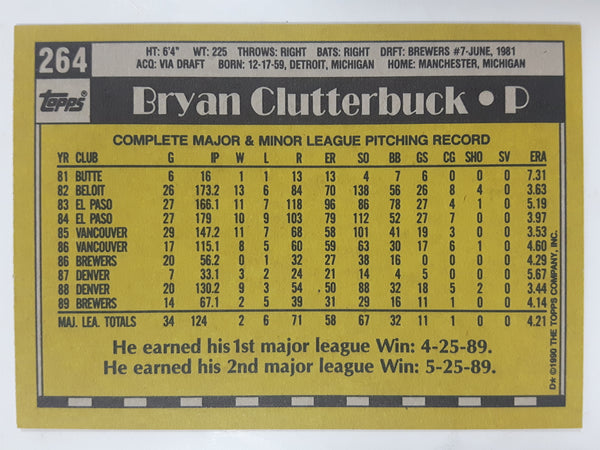 264
HT: 6'4" WT: 225 THROWS: RIGHT BATS: RIGHT DRFT: BREWERS #7-JUNE, 1981
ACQ: VIA DRAFT BORN: 12-17-59, DETROIT, MICHIGAN HOME: MANCHESTER, MICHIGAN
Topps®
Bryan Clutterbuck • P
COMPLETE MAJOR & MINOR LEAGUE PITCHING RECORD
YR CLUB G IP W L R ER SO BB GS CG SHO SV ERA
81 BUTTE 6 16 1 1 13 13 4 7 6 0 0 0 7.31
82 BELOIT 26 173.2 13 6 84 70 138 56 26 8 4 0 3.63
83 EL PASO 27 166.1 7 11 118 96 86 78 27 4 1 0 5.19
84 EL PASO 27 179 10 9 103 79 112 52 27 7 0 0 3.97
85 VANCOUVER 29 147.2 11 7 68 58 101 41 19 2 0 3 3.53
86 VANCOUVER 17 115.1 8 5 60 59 63 30 17 6 1 0 4.60
86 BREWERS 20 56.2 0 1 32 27 38 16 0 0 0 0 4.29
87 DENVER 7 33.1 3 2 24 21 14 4 5 0 0 0 5.67
88 DENVER 20 130.2 9 3 54 50 88 32 18 5 2 0 3.44
89 BREWERS 14 67.1 2 5 39 31 29 16 11 1 0 0 4.14
MAJ. LEA. TOTALS 34 124 2 6 71 58 67 32 11 1 0 0 4.21
He earned his 1st major league Win: 4-25-89.
He earned his 2nd major league Win: 5-25-89.
D★ ©1990 THE TOPPS COMPANY, INC.